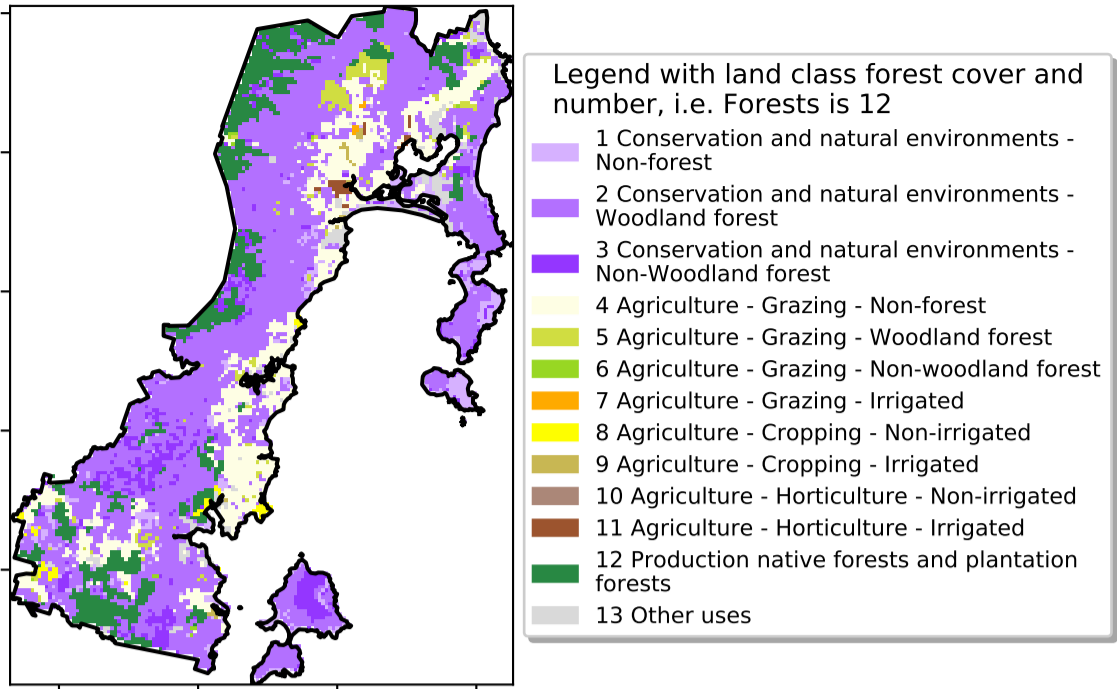 Legend with land class forest cover and
number, i.e. Forests is 12
1 Conservation and natural environments -
Non-forest
2 Conservation and natural environments -
Woodland forest
3 Conservation and natural environments -
Non-Woodland forest
4 Agriculture - Grazing - Non-forest
5 Agriculture - Grazing - Woodland forest
6 Agriculture - Grazing - Non-woodland forest
7 Agriculture - Grazing - Irrigated
8 Agriculture - Cropping - Non-irrigated
9 Agriculture - Cropping - Irrigated
10 Agriculture - Horticulture - Non-irrigated
11 Agriculture - Horticulture - Irrigated
12 Production native forests and plantation
forests
13 Other uses